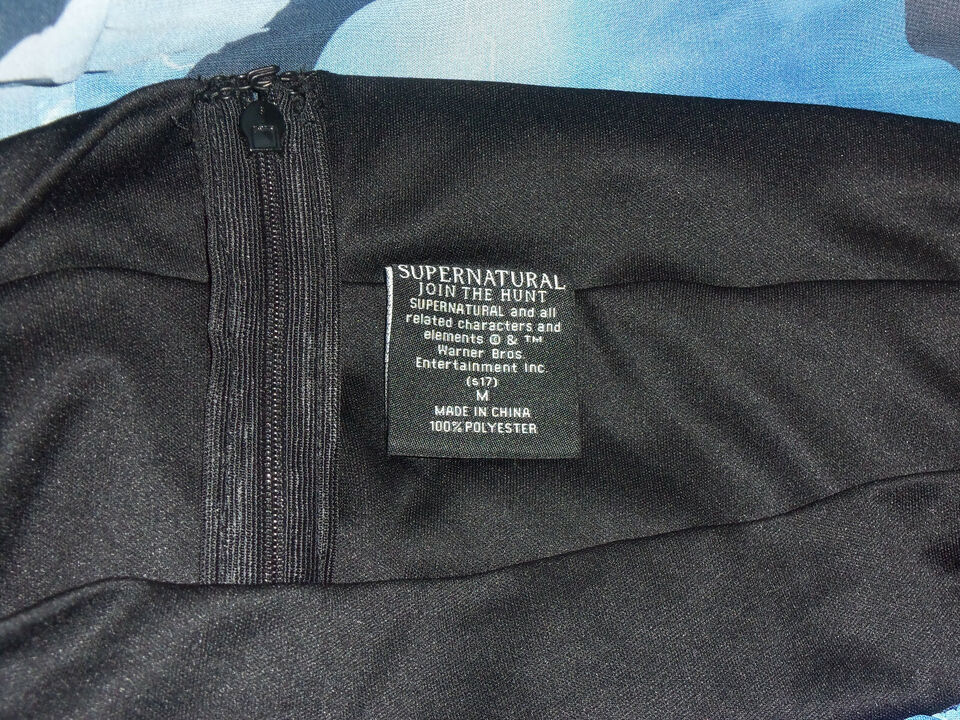 SUPERNATURAL
JOIN THE HUNT
SUPERNATURAL and all
related characters and
elements © & ™
Warner Bros.
Entertainment Inc.
(s17)
M
MADE IN CHINA
100% POLYESTER